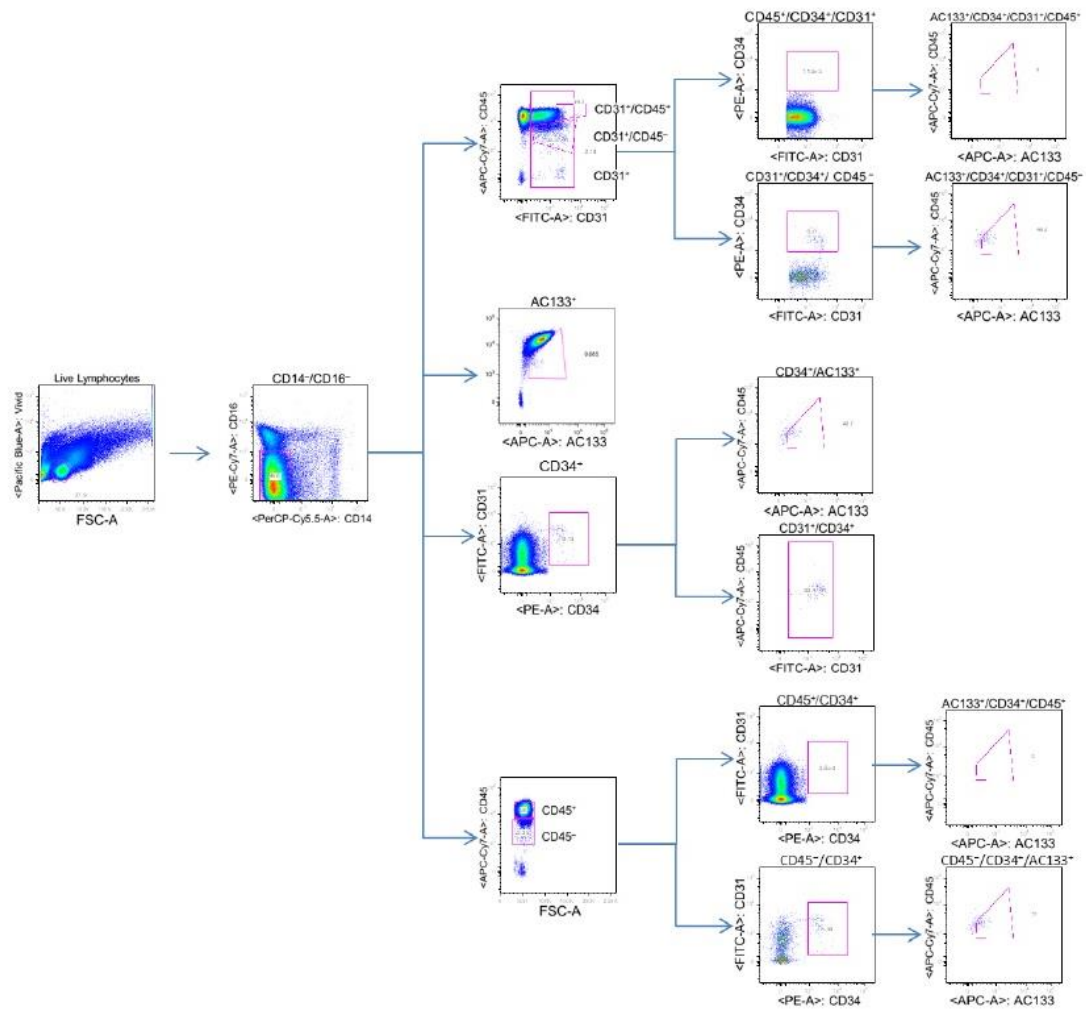 Live Lymphocytes
<Pacific Blue-A>: Vivid
FSC-A
CD14⁻/CD16⁻
<PE-Cy7-A>: CD16
<PerCP-Cy5.5-A>: CD14
<APC-Cy7-A>: CD45
CD31⁺/CD45⁺
CD31⁺/CD45⁻
CD31⁺
<FITC-A>: CD31
AC133⁺
<APC-A>: AC133
CD34⁺
<FITC-A>: CD31
<PE-A>: CD34
<APC-Cy7-A>: CD45
CD45⁺
CD45⁻
FSC-A
CD45⁺/CD34⁺/CD31⁺
<PE-A>: CD34
<FITC-A>: CD31
AC133⁺/CD34⁺/CD31⁺/CD45⁺
<APC-Cy7-A>: CD45
<APC-A>: AC133
CD31⁺/CD34⁺/ CD45⁻
<PE-A>: CD34
<FITC-A>: CD31
AC133⁺/CD34⁺/CD31⁺/CD45⁻
<APC-Cy7-A>: CD45
<APC-A>: AC133
CD34⁺/AC133⁺
<APC-Cy7-A>: CD45
<APC-A>: AC133
CD31⁺/CD34⁺
<APC-Cy7-A>: CD45
<FITC-A>: CD31
CD45⁺/CD34⁺
<FITC-A>: CD31
<PE-A>: CD34
AC133⁺/CD34⁺/CD45⁺
<APC-Cy7-A>: CD45
<APC-A>: AC133
CD45⁻/CD34⁺
<FITC-A>: CD31
<PE-A>: CD34
CD45⁻/CD34⁺/AC133⁺
<APC-Cy7-A>: CD45
<APC-A>: AC133